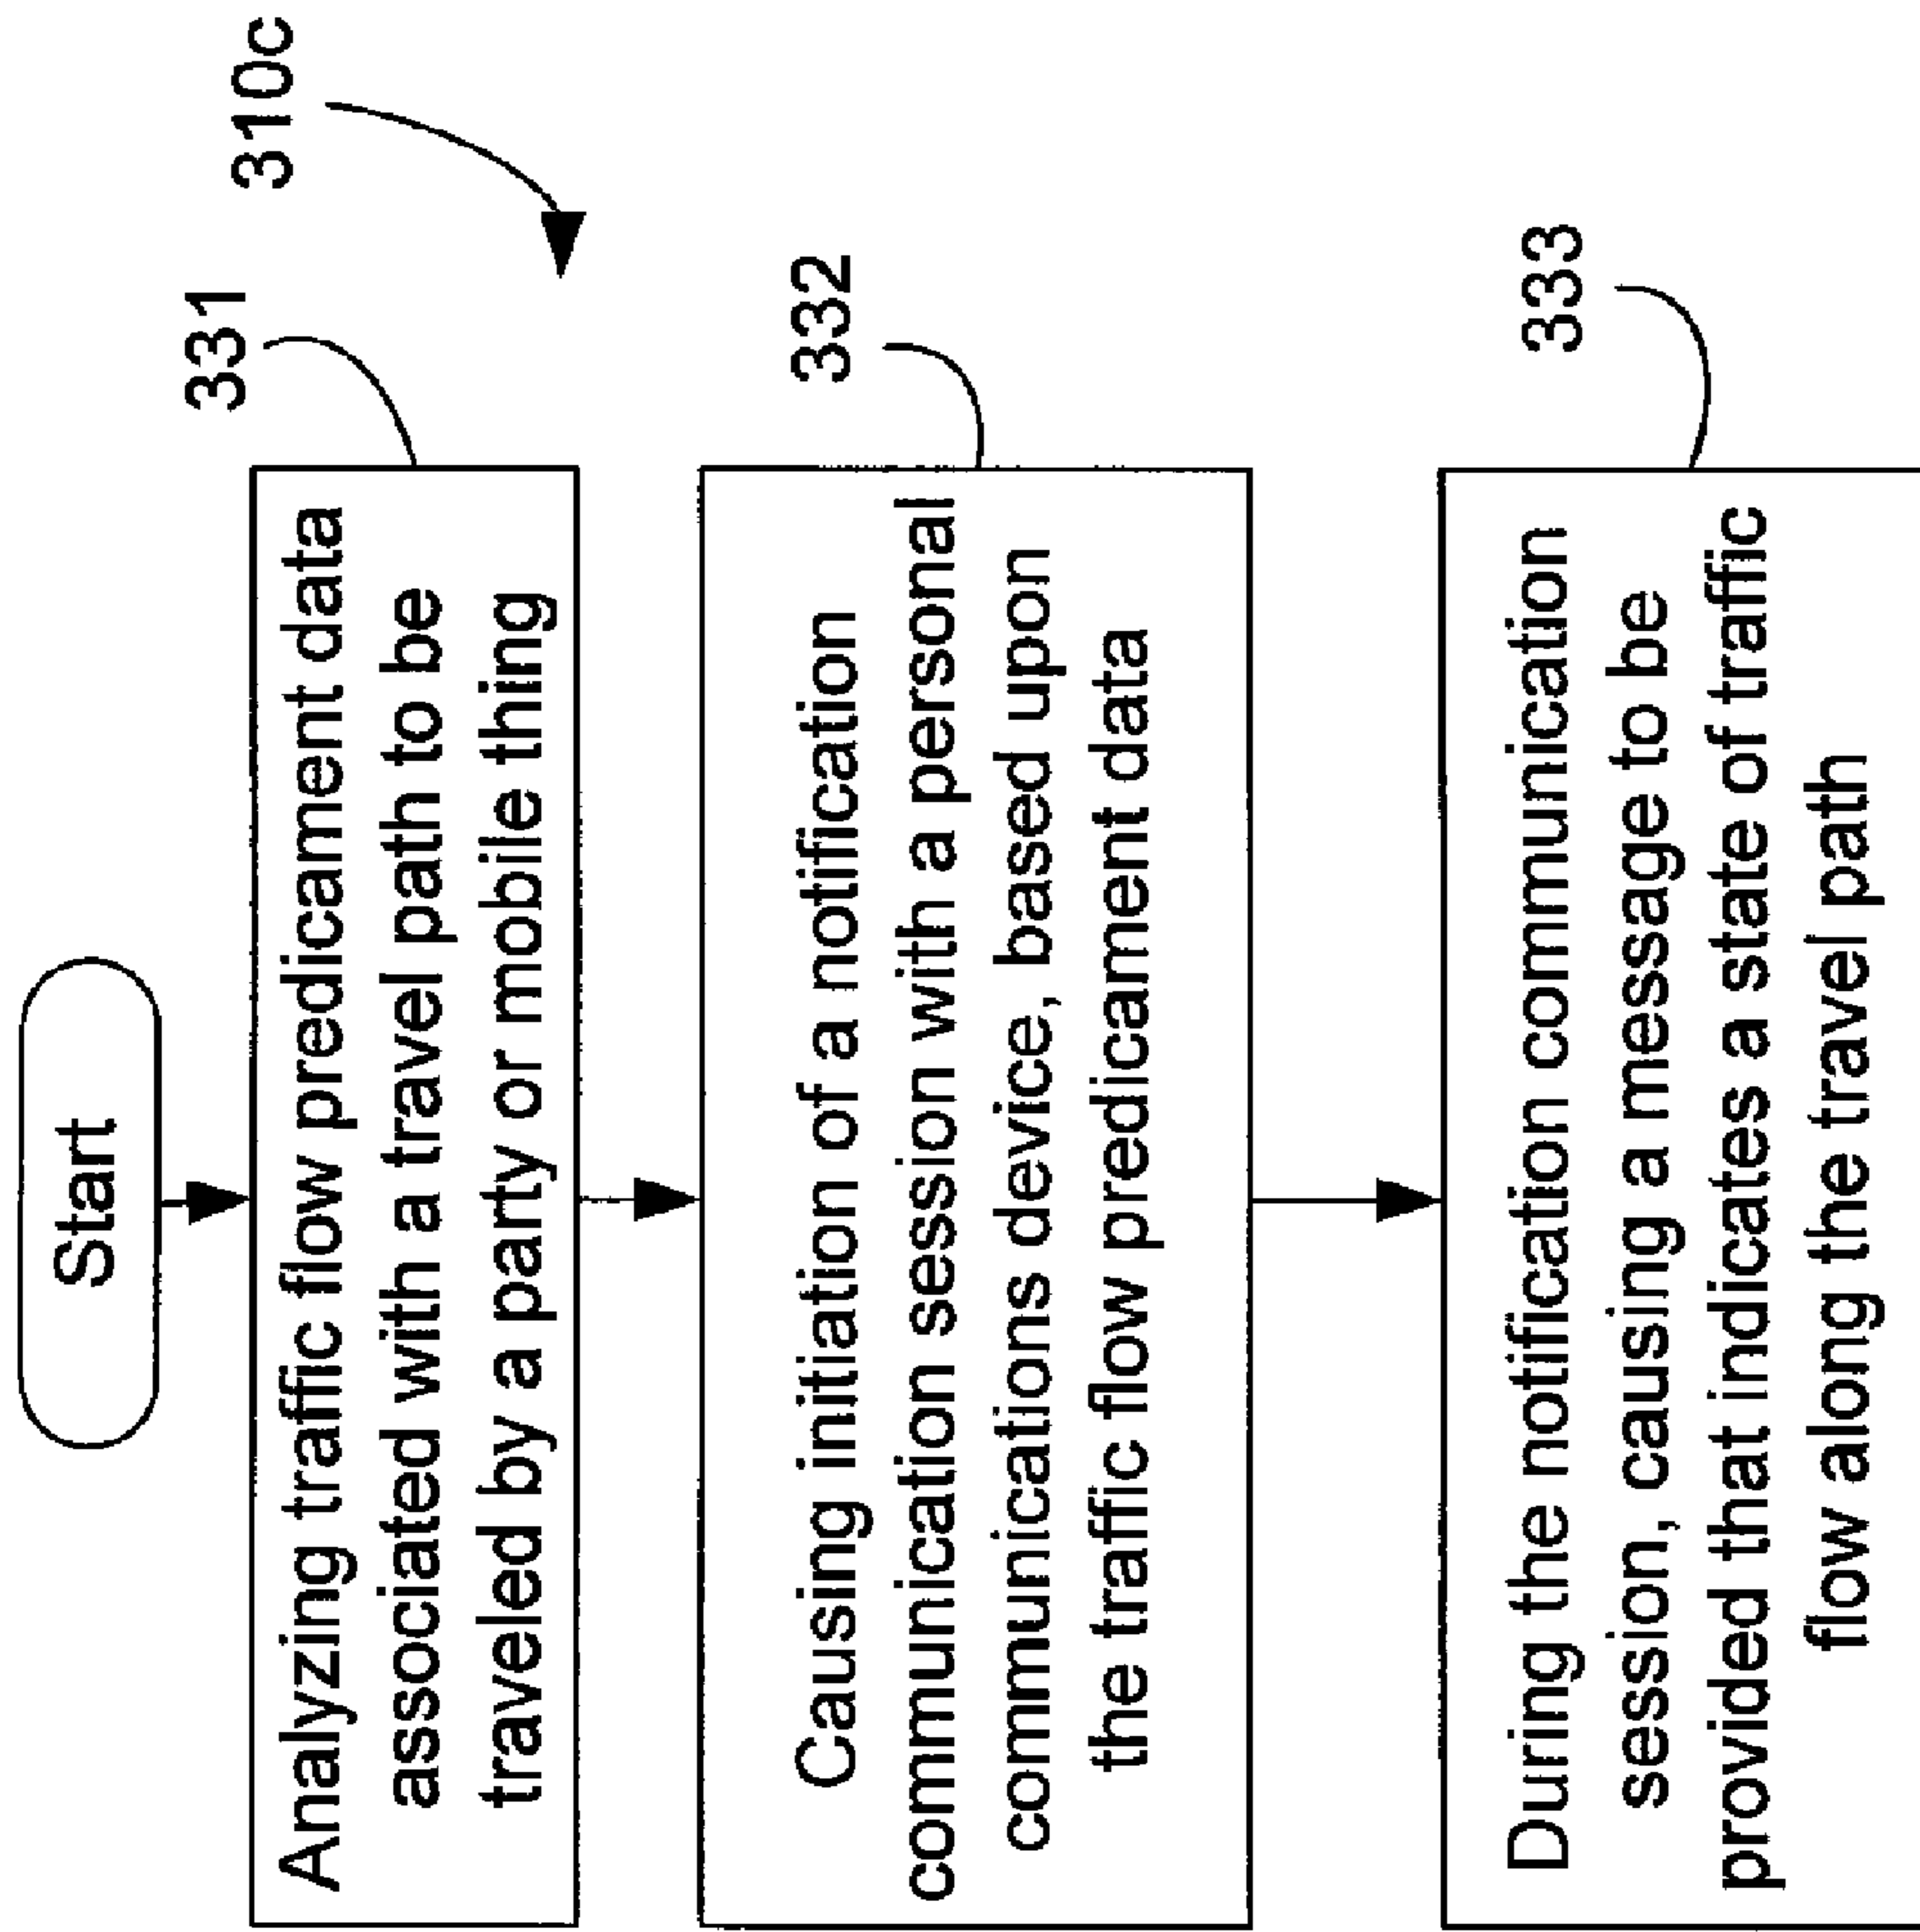 Start
310c
331
Analyzing traffic flow predicament data
associated with a travel path to be
traveled by a party or mobile thing
332
Causing initiation of a notification
communication session with a personal
communications device, based upon
the traffic flow predicament data
333
During the notification communication
session, causing a message to be
provided that indicates a state of traffic
flow along the travel path